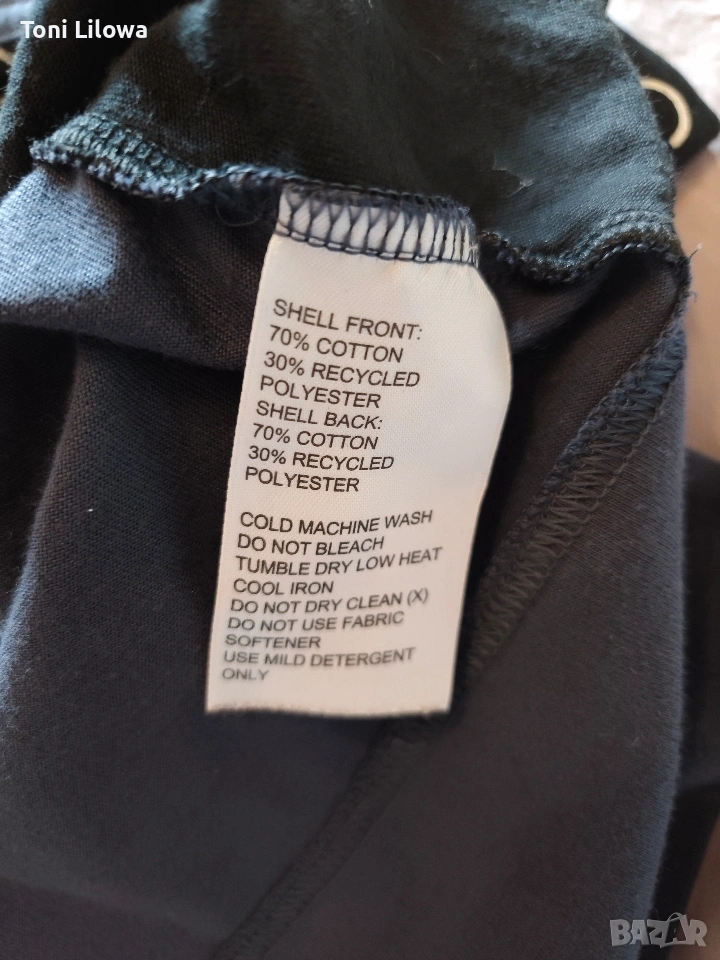 Toni Lilowa
SHELL FRONT:
70% COTTON
30% RECYCLED
POLYESTER
SHELL BACK:
70% COTTON
30% RECYCLED
POLYESTER
COLD MACHINE WASH
DO NOT BLEACH
TUMBLE DRY LOW HEAT
COOL IRON
DO NOT DRY CLEAN (X)
DO NOT USE FABRIC
SOFTENER
USE MILD DETERGENT
ONLY
BAZAR